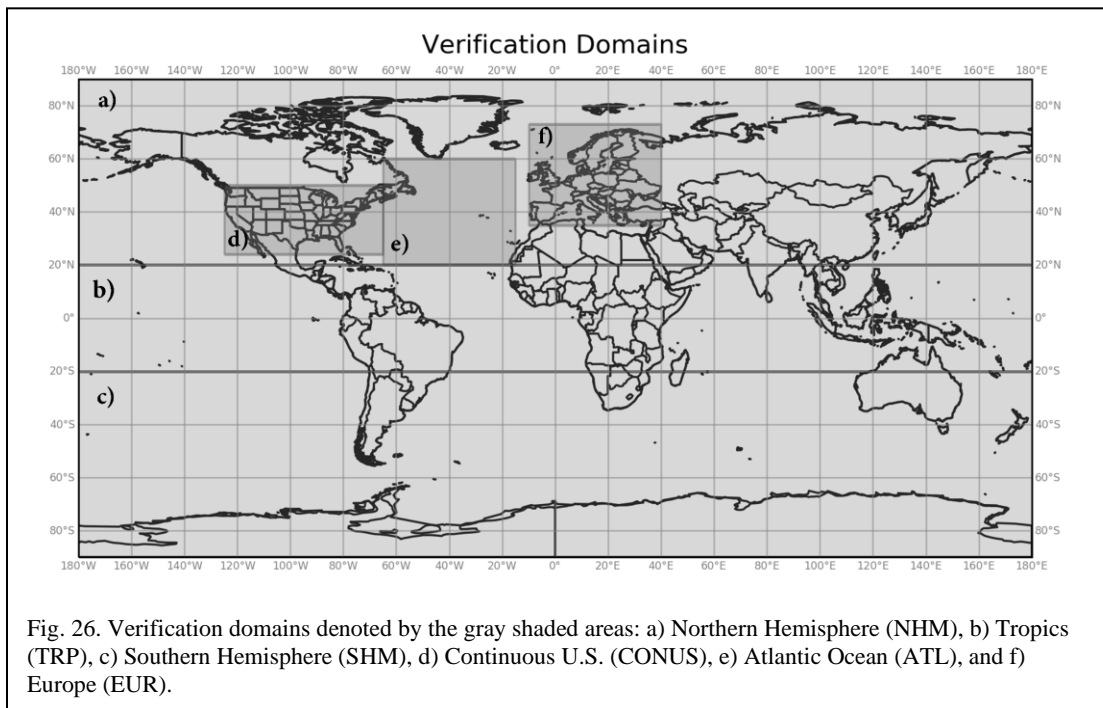 Verification Domains
180°W 160°W 140°W 120°W 100°W 80°W 60°W 40°W 20°W 0° 20°E 40°E 60°E 80°E 100°E 120°E 140°E 160°E 180°E
a)
80°N 80°N
f)
60°N 60°N
40°N 40°N
d) e)
20°N 20°N
b)
0° 0°
20°S 20°S
c)
40°S 40°S
60°S 60°S
80°S 80°S
180°W 160°W 140°W 120°W 100°W 80°W 60°W 40°W 20°W 0° 20°E 40°E 60°E 80°E 100°E 120°E 140°E 160°E 180°E
Fig. 26. Verification domains denoted by the gray shaded areas: a) Northern Hemisphere (NHM), b) Tropics
(TRP), c) Southern Hemisphere (SHM), d) Continuous U.S. (CONUS), e) Atlantic Ocean (ATL), and f)
Europe (EUR).